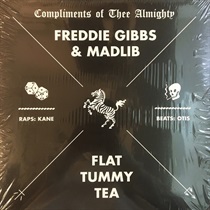 Compliments of Thee Almighty
FREDDIE GIBBS
& MADLIB
RAPS: KANE
BEATS: OTIS
FLAT
TUMMY
TEA